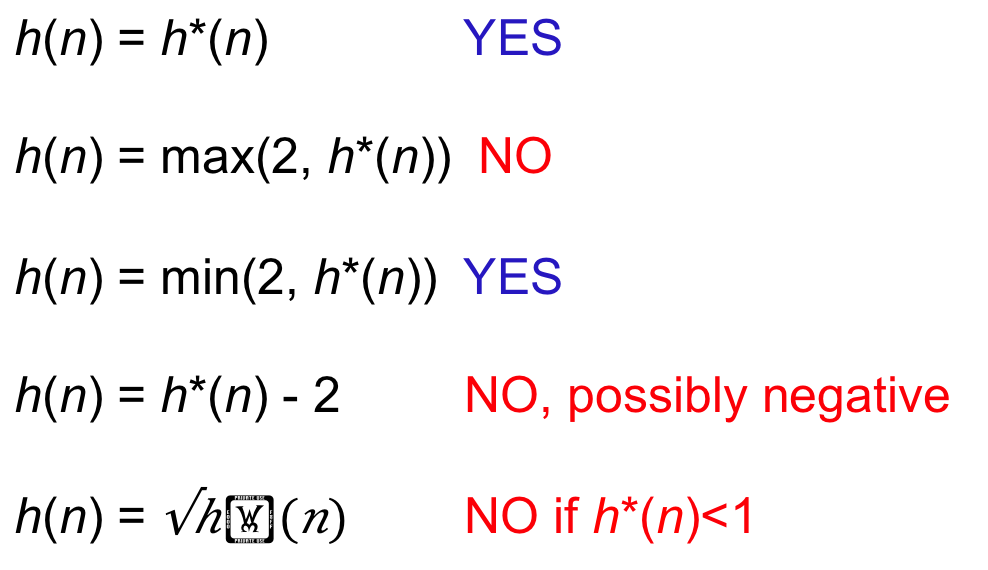 h(n) = h*(n) YES
h(n) = max(2, h*(n)) NO
h(n) = min(2, h*(n)) YES
h(n) = h*(n) - 2 NO, possibly negative
h(n) = √h(n) NO if h*(n)<1